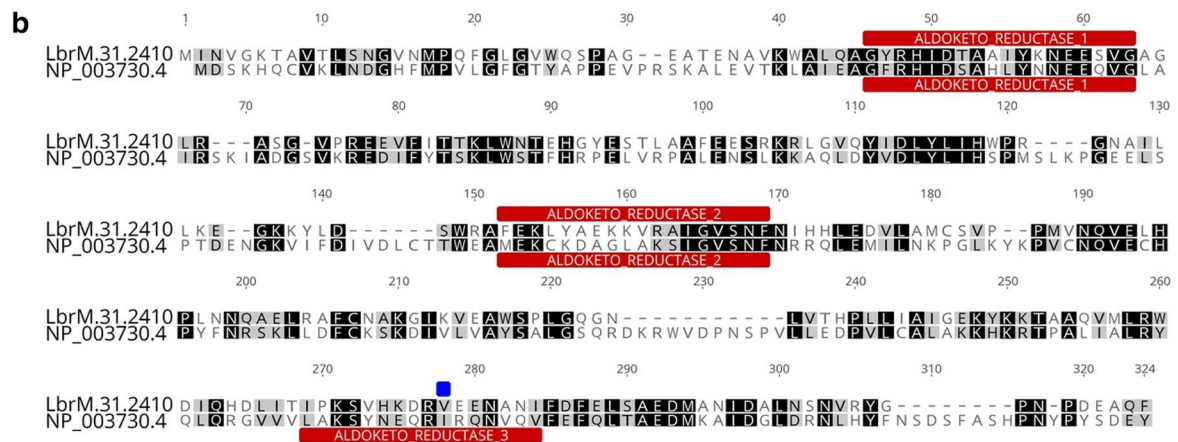 b
1 10 20 30 40 50 60
ALDOKETO_REDUCTASE_1
LbrM.31.2410 MINVGKTAVTLSNGVNMPQFGLGVWQSPAG--EATENAVKWALQAGYRHIDTAAIYKNEESVGAG
NP_003730.4 MDSKHQCVKLNDGHFMPVLGFGTYAPPEVPRSKALEVTKLAIEAGFRHIDSAHLYNNEEQVGLA
ALDOKETO_REDUCTASE_1
70 80 90 100 110 120 130
LbrM.31.2410 LR---ASG-VPREEVFITTKLWNTEHGYESTLAAFEESRKRLGVQYIDLYLIHWPR----GNAIL
NP_003730.4 IRSKIADGSVKREDIFYTSKLWSTFHRPELVRPALENSLKKAQLDYVDLYLIHSPMSLKPGEELS
140 150 160 170 180 190
ALDOKETO_REDUCTASE_2
LbrM.31.2410 LKE--GKKYLD------SWRAFEKLYAEKKVRAIGVSNFNIHHLEDVLAMCSVP--PMVNQVELH
NP_003730.4 PTDENGKVIFDIVDLCTTWEAMEKCKDAGLAKSIGVSNFNRRQLEMILNKPGLKYKPVCNQVECH
ALDOKETO_REDUCTASE_2
200 210 220 230 240 250 260
LbrM.31.2410 PLNNQAELRAFCNAKGIKVEAWSPLGQGN-----------LVTHPLLIAIGEKYKKTAAQVMLRW
NP_003730.4 PYFNRSKLLDFCKSKDIVLVAYSALGSQRDKRWVDPNSPVLLEDPVLCALAKKHKRTPALIALRY
270 280 290 300 310 320 324
LbrM.31.2410 DIQHDLITIPKSVHKDRVEENANIFDFELSAEDMANIDALNSNVRYG--------PN-PDEAQF
NP_003730.4 QLQRGVVVLAKSYNEQRIRQNVQVFEFQLTAEDMKAIDGLDRNLHYFNSDSFASHPNYPYSDEY
ALDOKETO_REDUCTASE_3